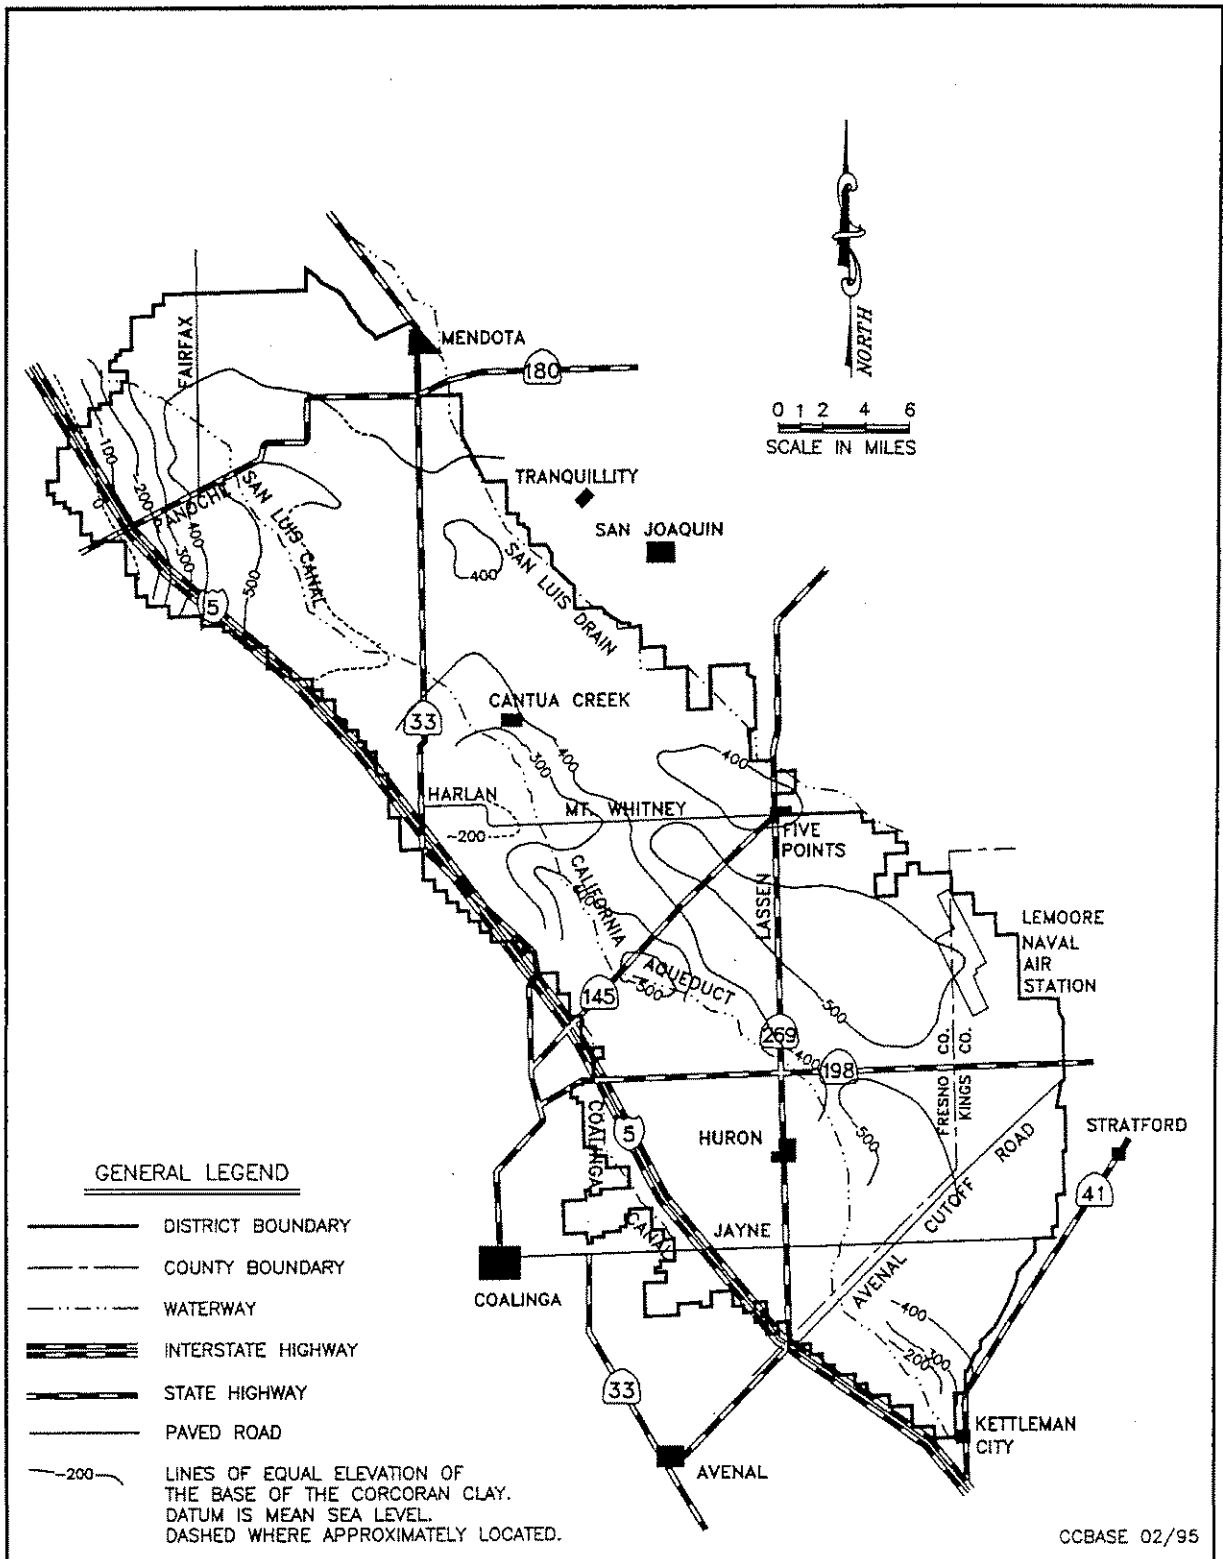 NORTH
0 1 2 4 6
SCALE IN MILES
MENDOTA
180
FAIRFAX
-100
-200
-300
-400
-500
0
PANOCHE
SAN LUIS CANAL
5
TRANQUILLITY
SAN JOAQUIN
-400
SAN LUIS DRAIN
CANTUA CREEK
33
-300
-400
-400
HARLAN
MT. WHITNEY
-200
FIVE
POINTS
CALIFORNIA
AQUEDUCT
LASSEN
LEMOORE
NAVAL
AIR
STATION
145
-300
-500
269
-400
198
FRESNO CO.
KINGS CO.
COALINGA
CANAL
5
HURON
-500
ROAD
STRATFORD
41
CUTOFF
AVENAL
JAYNE
COALINGA
-400
-300
-200
33
KETTLEMAN
CITY
AVENAL
GENERAL LEGEND
DISTRICT BOUNDARY
COUNTY BOUNDARY
WATERWAY
INTERSTATE HIGHWAY
STATE HIGHWAY
PAVED ROAD
-200 LINES OF EQUAL ELEVATION OF
THE BASE OF THE CORCORAN CLAY.
DATUM IS MEAN SEA LEVEL.
DASHED WHERE APPROXIMATELY LOCATED.
CCBASE 02/95